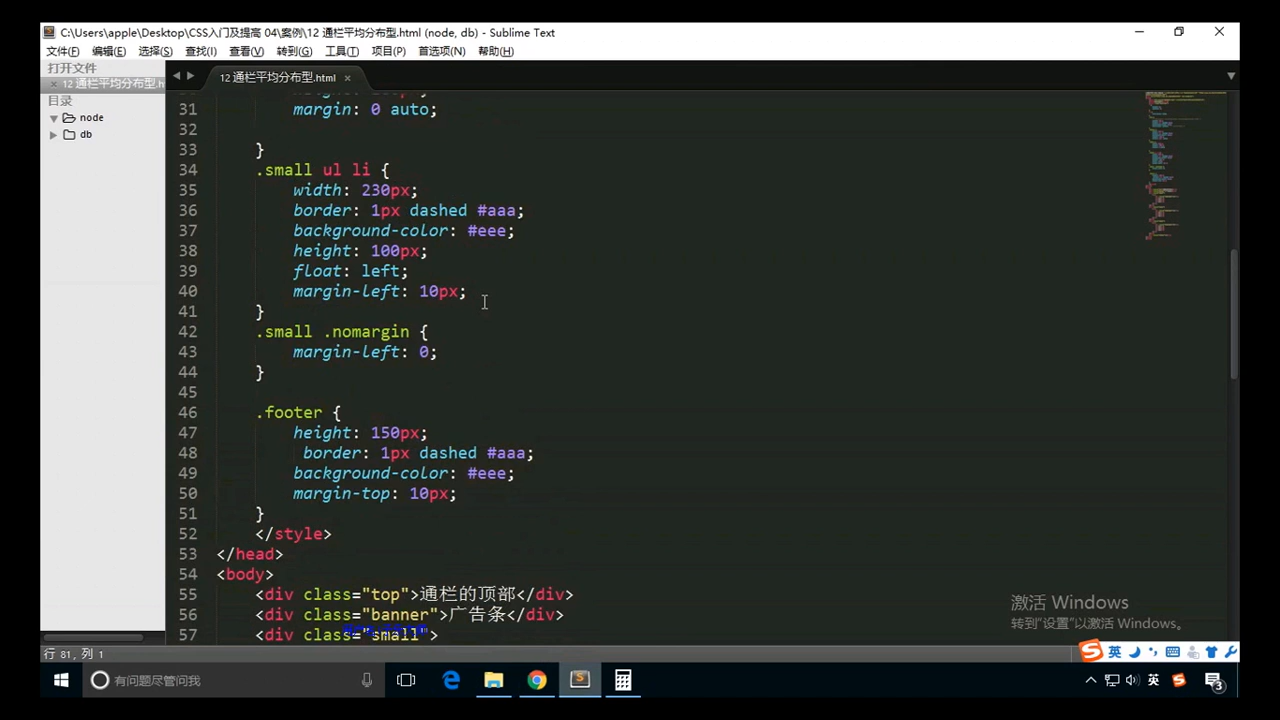 C:\Users\apple\Desktop\CSS入门及提高 04\案例\12 通栏平均分布型.html (node, db) - Sublime Text
文件(F) 编辑(E) 选择(S) 查找(I) 查看(V) 转到(G) 工具(T) 项目(P) 首选项(N) 帮助(H)
打开文件
12 通栏平均分布型.h
目录
node
db
12 通栏平均分布型.html
31 margin: 0 auto;
32
33 }
34 .small ul li {
35 width: 230px;
36 border: 1px dashed #aaa;
37 background-color: #eee;
38 height: 100px;
39 float: left;
40 margin-left: 10px;
41 }
42 .small .nomargin {
43 margin-left: 0;
44 }
45
46 .footer {
47 height: 150px;
48 border: 1px dashed #aaa;
49 background-color: #eee;
50 margin-top: 10px;
51 }
52 </style>
53 </head>
54 <body>
55 <div class="top">通栏的顶部</div>
56 <div class="banner">广告条</div>
57 <div class="small">
激活 Windows
转到"设置"以激活 Windows。
英
行 81, 列 1
有问题尽管问我
英
3